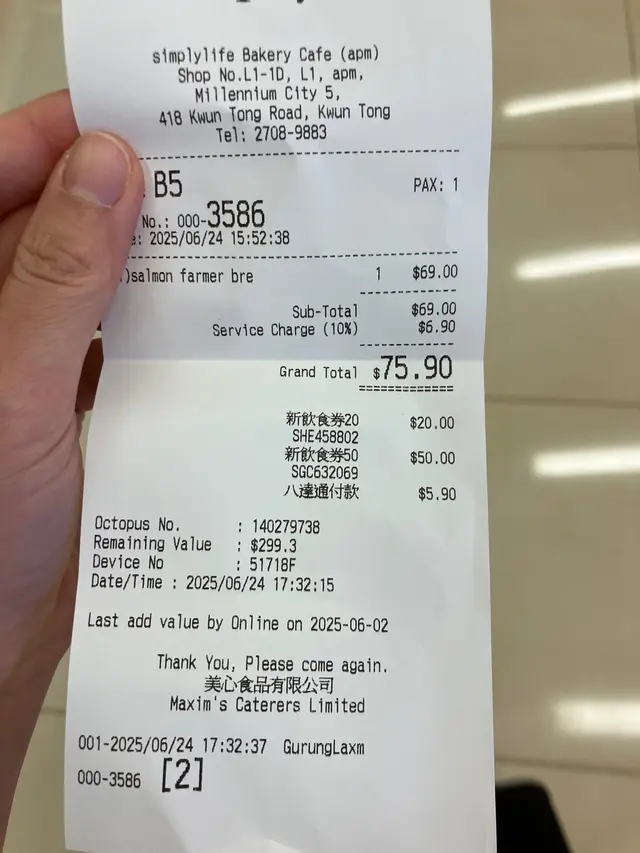 simplylife Bakery Cafe (apm)
Shop No.L1-1D, L1, apm,
Millennium City 5,
418 Kwun Tong Road, Kwun Tong
Tel: 2708-9883
B5 PAX: 1
No.: 000-3586
: 2025/06/24 15:52:38
.)salmon farmer bre 1 $69.00
Sub-Total $69.00
Service Charge (10%) $6.90
Grand Total $75.90
新飲食券20 $20.00
SHE458802
新飲食券50 $50.00
SGC632069
八達通付款 $5.90
Octopus No. : 140279738
Remaining Value : $299.3
Device No : 51718F
Date/Time : 2025/06/24 17:32:15
Last add value by Online on 2025-06-02
Thank You, Please come again.
美心食品有限公司
Maxim's Caterers Limited
001-2025/06/24 17:32:37 GurungLaxm
000-3586 [2]